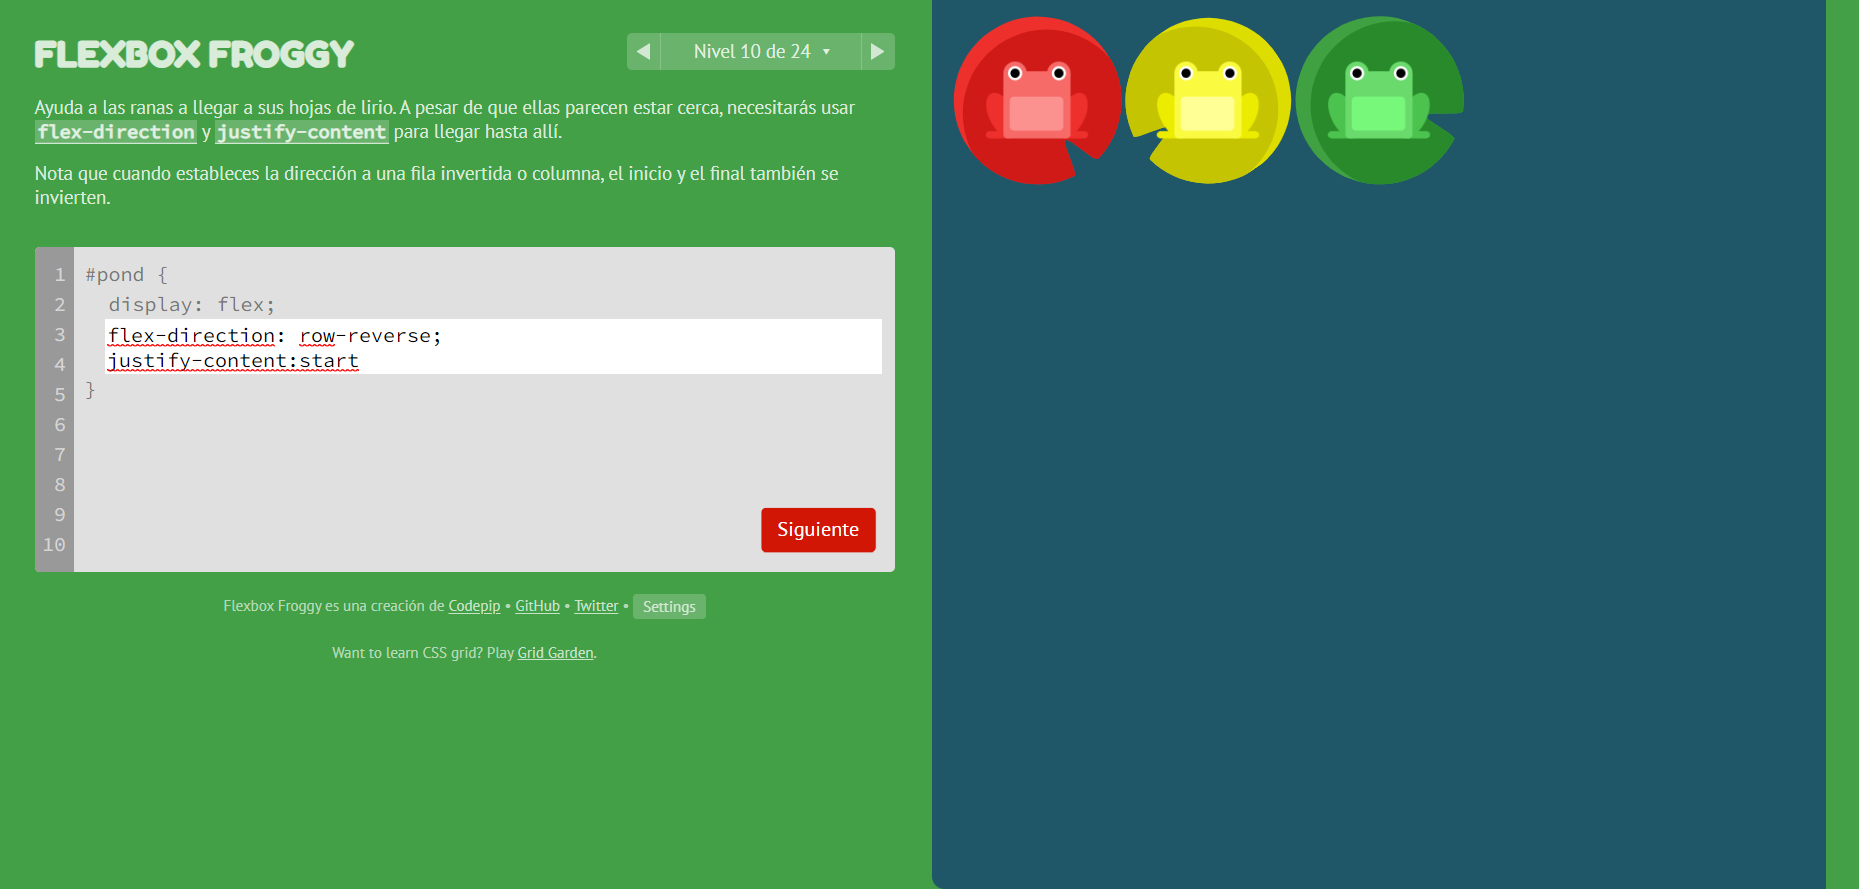 FLEXBOX FROGGY
Nivel 10 de 24
Ayuda a las ranas a llegar a sus hojas de lirio. A pesar de que ellas parecen estar cerca, necesitarás usar
flex-direction y justify-content para llegar hasta allí.
Nota que cuando estableces la dirección a una fila invertida o columna, el inicio y el final también se
invierten.
1 #pond {
2 display: flex;
3 flex-direction: row-reverse;
4 justify-content:start
5 }
6
7
8
9
10
Siguiente
Flexbox Froggy es una creación de Codepip • GitHub • Twitter • Settings
Want to learn CSS grid? Play Grid Garden.